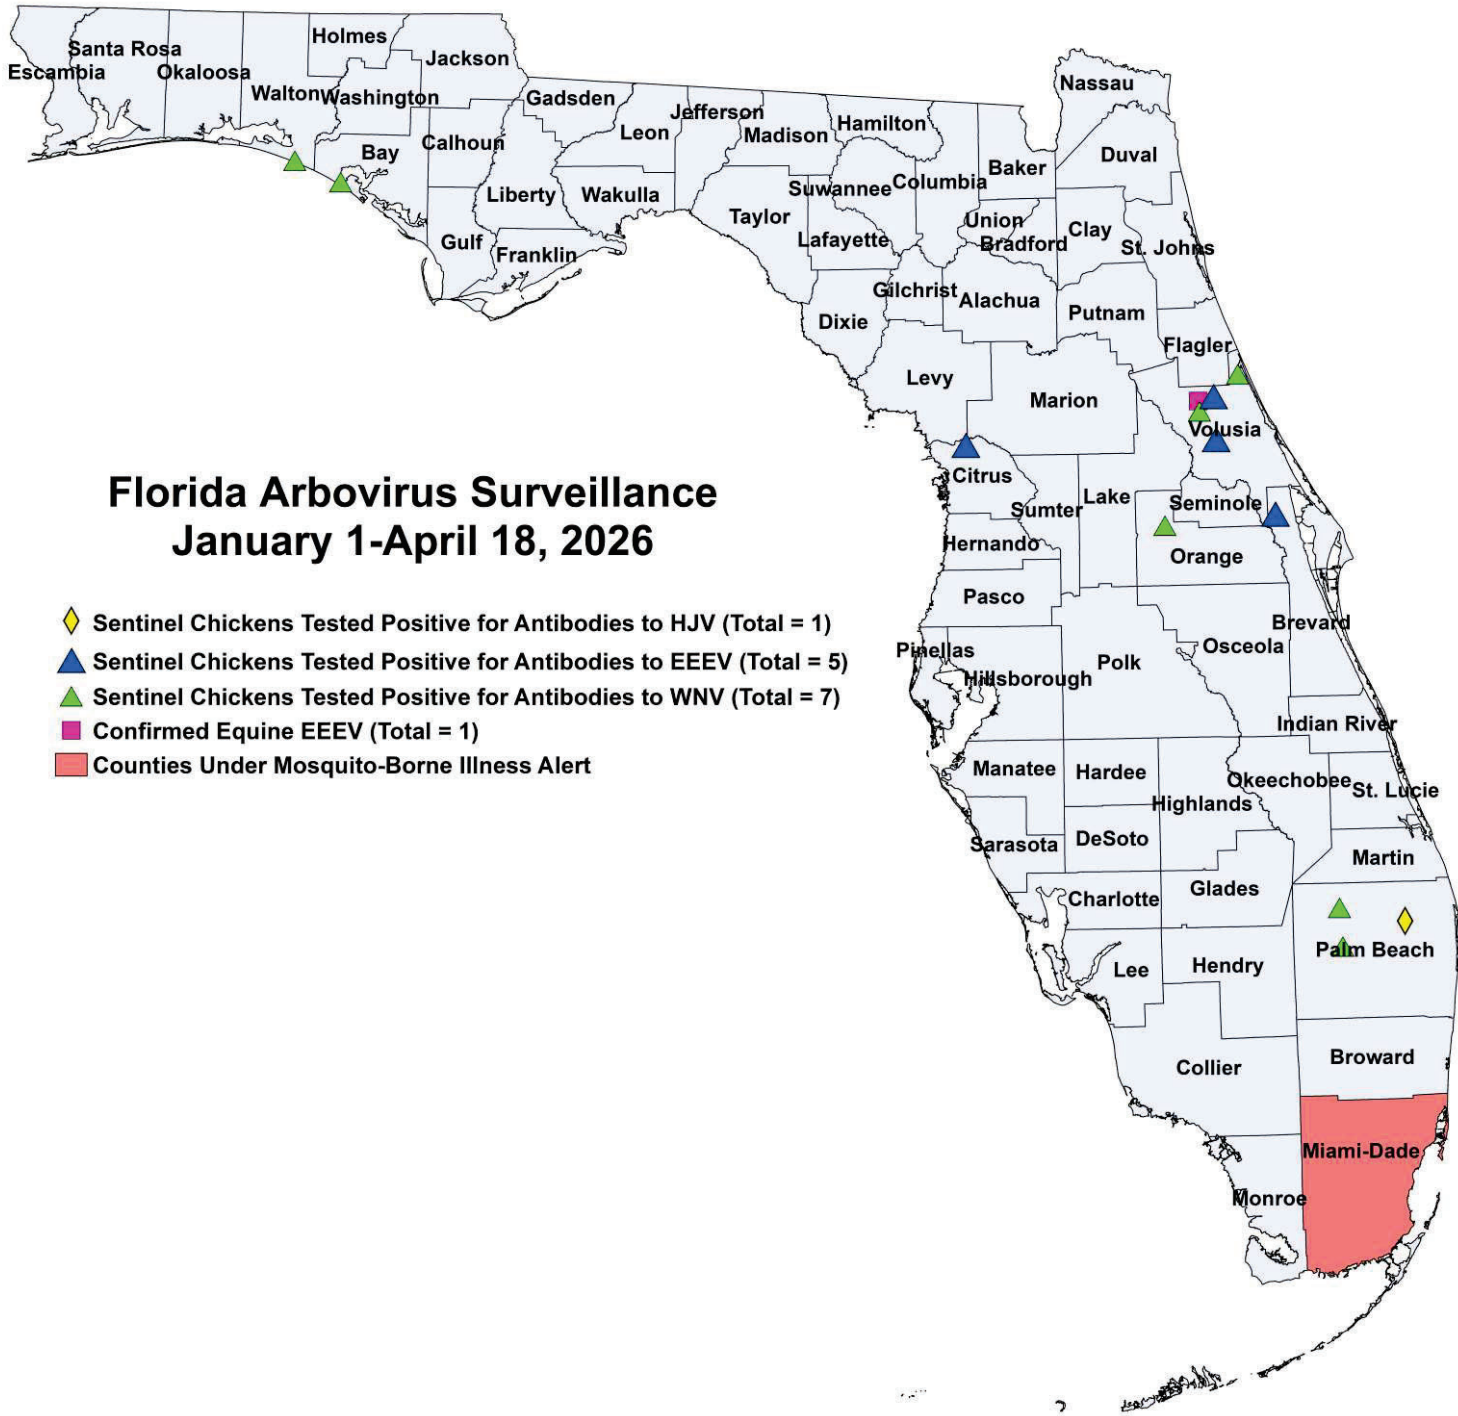 Holmes
Santa Rosa
Jackson
Escambia
Okaloosa
Nassau
Walton
Washington
Gadsden
Jefferson
Leon
Madison
Hamilton
Calhoun
Bay
Duval
Baker
Suwannee
Columbia
Liberty
Wakulla
Taylor
Union
Clay
Lafayette
Bradford
St. Johns
Gulf
Franklin
Gilchrist
Alachua
Putnam
Dixie
Flagler
Levy
Marion
Volusia
Citrus
Florida Arbovirus Surveillance
January 1-April 18, 2026
Lake
Seminole
Sumter
Hernando
Orange
Pasco
Sentinel Chickens Tested Positive for Antibodies to HJV (Total = 1)
Sentinel Chickens Tested Positive for Antibodies to EEEV (Total = 5)
Sentinel Chickens Tested Positive for Antibodies to WNV (Total = 7)
Confirmed Equine EEEV (Total = 1)
Counties Under Mosquito-Borne Illness Alert
Brevard
Osceola
Pinellas
Polk
Hillsborough
Indian River
Manatee
Hardee
Okeechobee
St. Lucie
Highlands
Sarasota
DeSoto
Martin
Charlotte
Glades
Palm Beach
Lee
Hendry
Broward
Collier
Miami-Dade
Monroe